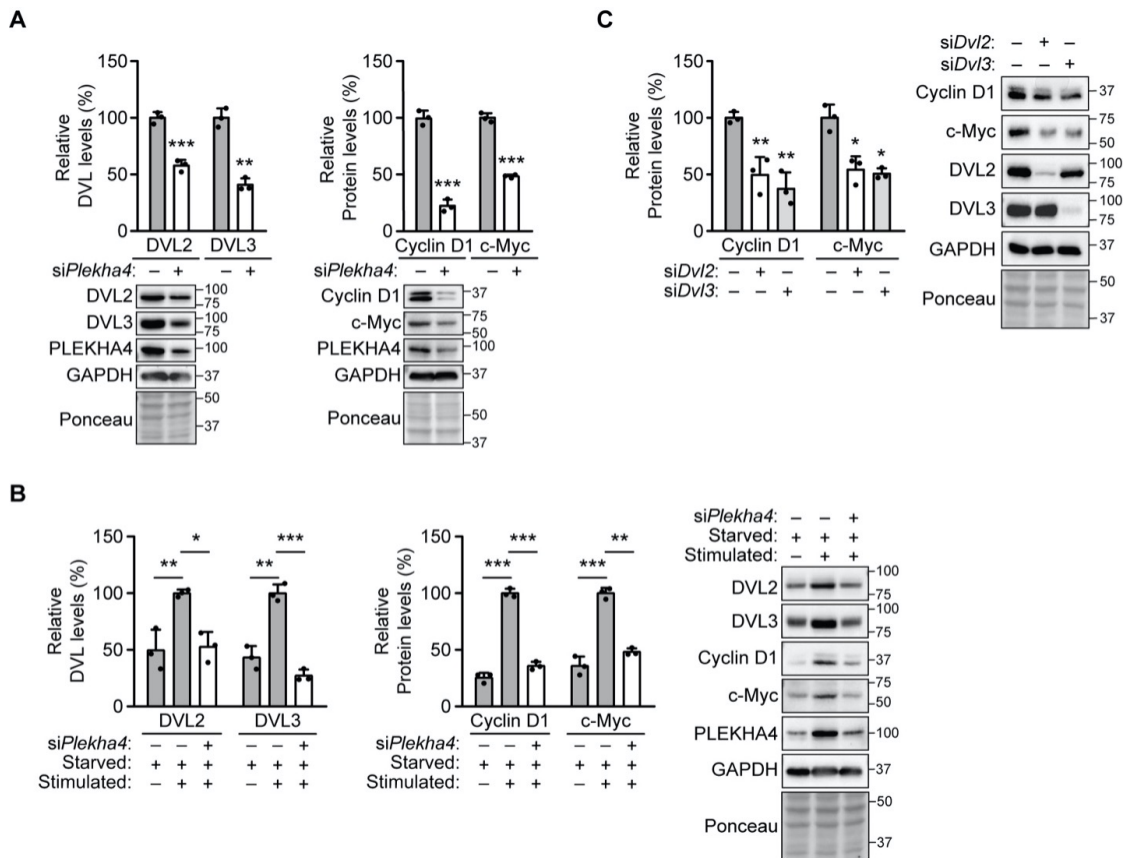 A
Relative
DVL levels (%)
150
100
50
0
***
**
DVL2 DVL3
siPlekha4: – + – +
DVL2 100
75
DVL3 100
75
PLEKHA4 100
GAPDH 37
Ponceau 50
37
Relative
Protein levels (%)
150
100
50
0
***
***
Cyclin D1 c-Myc
siPlekha4: – + – +
Cyclin D1 37
c-Myc 75
50
PLEKHA4 100
GAPDH 37
Ponceau 50
37
C
Relative
Protein levels (%)
150
100
50
0
** **
* *
Cyclin D1 c-Myc
siDvl2: – + – – + –
siDvl3: – – + – – +
siDvl2: – + –
siDvl3: – – +
Cyclin D1 37
c-Myc 75
50
DVL2 100
75
DVL3 100
75
GAPDH 37
Ponceau 50
37
B
Relative
DVL levels (%)
150
100
50
0
** *
** ***
DVL2 DVL3
siPlekha4: – – + – – +
Starved: + + + + + +
Stimulated: – + + – + +
Relative
Protein levels (%)
150
100
50
0
*** ***
*** **
Cyclin D1 c-Myc
siPlekha4: – – + – – +
Starved: + + + + + +
Stimulated: – + + – + +
siPlekha4: – – +
Starved: + + +
Stimulated: – + +
DVL2 100
75
DVL3 100
75
Cyclin D1 37
c-Myc 75
50
PLEKHA4 100
GAPDH 37
Ponceau 50
37